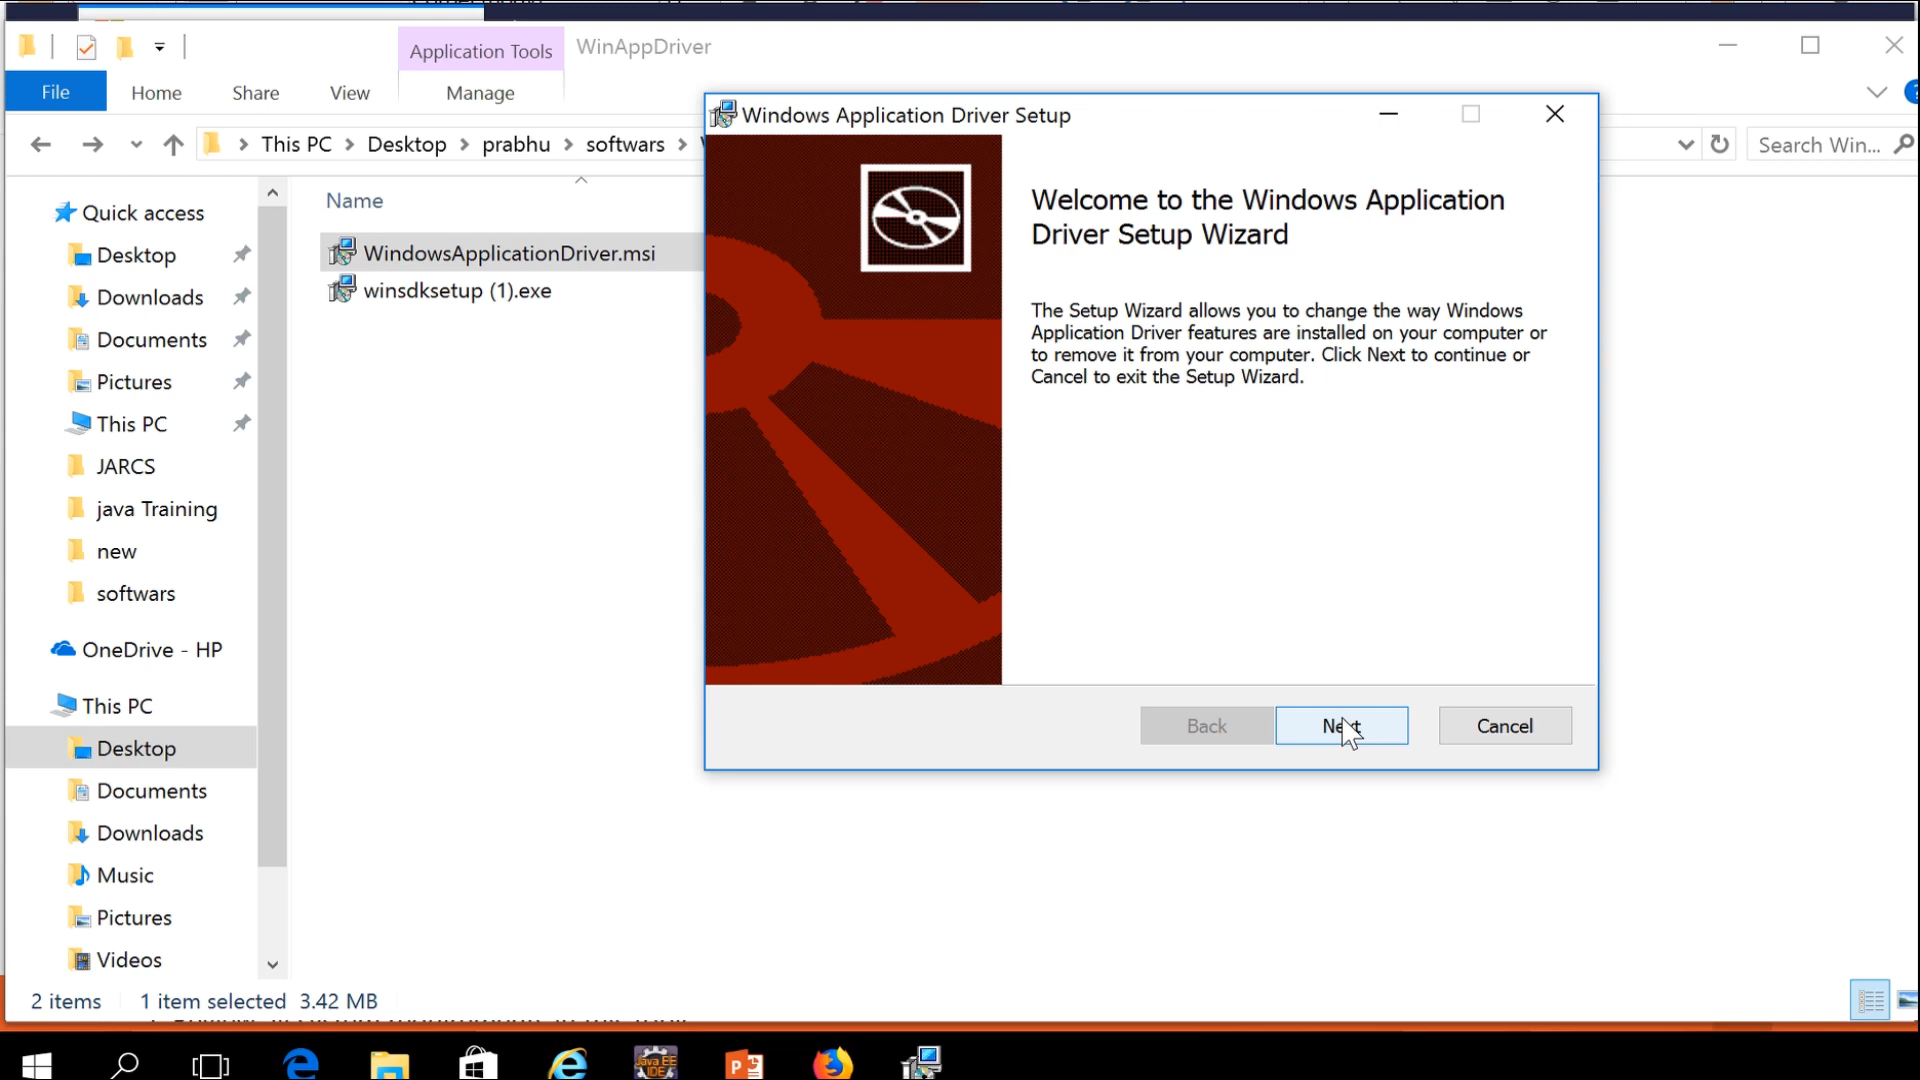 Application Tools
WinAppDriver
File
Home
Share
View
Manage
This PC
Desktop
prabhu
softwars
Search Win...
Quick access
Desktop
Downloads
Documents
Pictures
This PC
JARCS
java Training
new
softwars
OneDrive - HP
This PC
Desktop
Documents
Downloads
Music
Pictures
Videos
Name
WindowsApplicationDriver.msi
winsdksetup (1).exe
Windows Application Driver Setup
Welcome to the Windows Application
Driver Setup Wizard
The Setup Wizard allows you to change the way Windows
Application Driver features are installed on your computer or
to remove it from your computer. Click Next to continue or
Cancel to exit the Setup Wizard.
Back
Next
Cancel
2 items
1 item selected 3.42 MB
Java EE
IDE